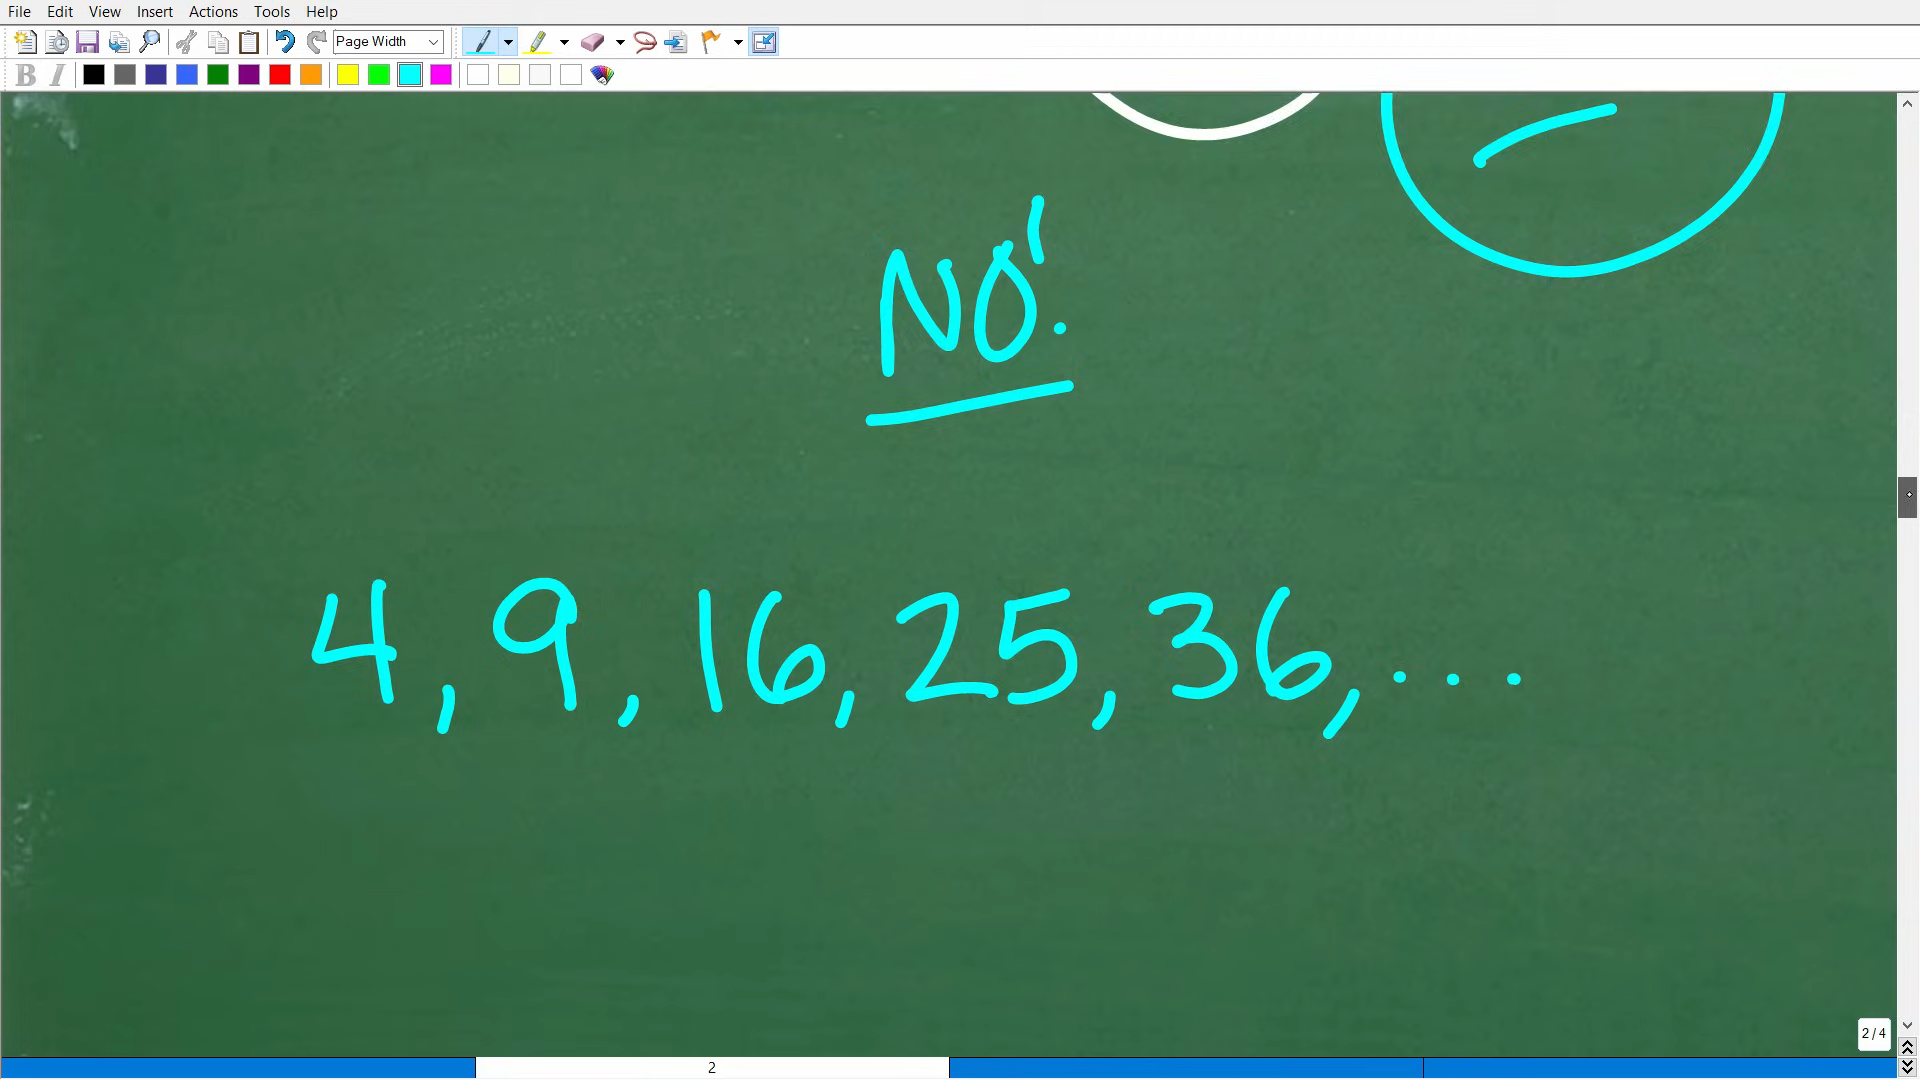 File Edit View Insert Actions Tools Help
Page Width
B I
NO!
4, 9, 16, 25, 36, ...
2 / 4
2